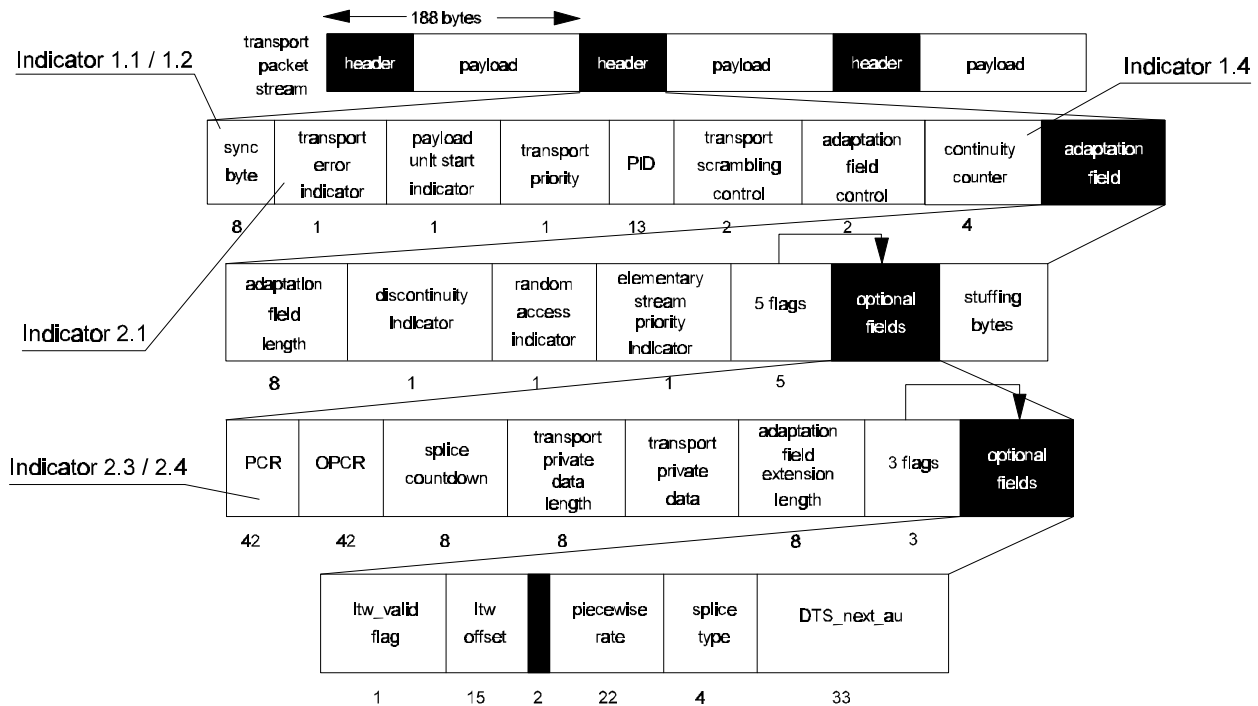 188 bytes
transport
packet
stream
header
payload
header
payload
header
payload
Indicator 1.1 / 1.2
Indicator 1.4
sync
byte
transport
error
indicator
payload
unit start
indicator
transport
priority
PID
transport
scrambling
control
adaptation
field
control
continuity
counter
adaptation
field
8 1 1 1 13 2 2 4
Indicator 2.1
adaptation
field
length
discontinuity
indicator
random
access
indicator
elementary
stream
priority
indicator
5 flags
optional
fields
stuffing
bytes
8 1 1 1 5
Indicator 2.3 / 2.4
PCR
OPCR
splice
countdown
transport
private
data
length
transport
private
data
adaptation
field
extension
length
3 flags
optional
fields
42 42 8 8 8 3
ltw_valid
flag
ltw
offset
piecewise
rate
splice
type
DTS_next_au
1 15 2 22 4 33